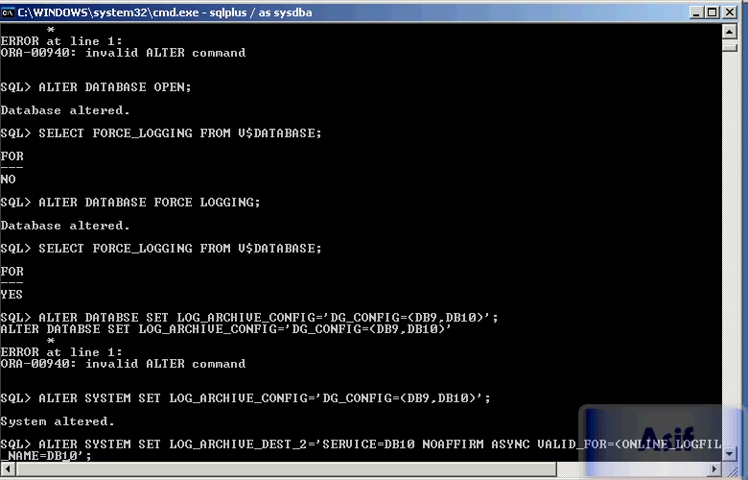 C:\WINDOWS\system32\cmd.exe - sqlplus / as sysdba
*
ERROR at line 1:
ORA-00940: invalid ALTER command
SQL> ALTER DATABASE OPEN;
Database altered.
SQL> SELECT FORCE_LOGGING FROM V$DATABASE;
FOR
---
NO
SQL> ALTER DATABASE FORCE LOGGING;
Database altered.
SQL> SELECT FORCE_LOGGING FROM V$DATABASE;
FOR
---
YES
SQL> ALTER DATABSE SET LOG_ARCHIVE_CONFIG='DG_CONFIG=(DB9,DB10)';
ALTER DATABSE SET LOG_ARCHIVE_CONFIG='DG_CONFIG=(DB9,DB10)'
*
ERROR at line 1:
ORA-00940: invalid ALTER command
SQL> ALTER SYSTEM SET LOG_ARCHIVE_CONFIG='DG_CONFIG=(DB9,DB10)';
System altered.
SQL> ALTER SYSTEM SET LOG_ARCHIVE_DEST_2='SERVICE=DB10 NOAFFIRM ASYNC VALID_FOR=(ONLINE_LOGFIL
_NAME=DB10';
Asif